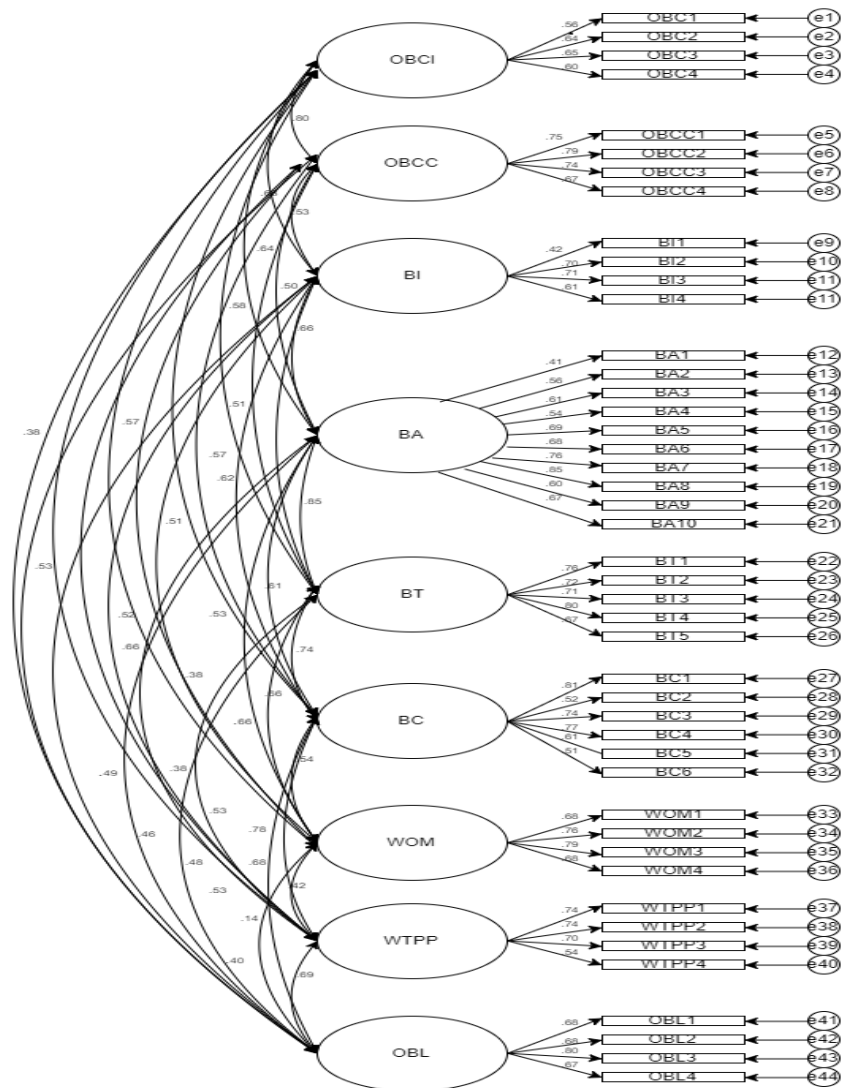 .56 OBC1 e1
.64 OBC2 e2
OBCI .65 OBC3 e3
.60 OBC4 e4
.80
.75 OBCC1 e5
.79 OBCC2 e6
OBCC .74 OBCC3 e7
.67 OBCC4 e8
.53
.42 BI1 e9
.64 .70 BI2 e10
BI .71 BI3 e11
.50 .61 BI4 e11
.58
.66
.41 BA1 e12
.56 BA2 e13
.61 BA3 e14
.51 .54 BA4 e15
.38 .57 BA .69 BA5 e16
.57 .68 BA6 e17
.62 .76 BA7 e18
.85 .85 BA8 e19
.60 BA9 e20
.51 .67 BA10 e21
.53 .76 BT1 e22
.61 .72 BT2 e23
BT .71 BT3 e24
.52 .53 .80 BT4 e25
.67 BT5 e26
.66 .74
.38 .81 BC1 e27
.66 .66 .52 BC2 e28
BC .74 BC3 e29
.77 BC4 e30
.54 .61 BC5 e31
.49 .38 .51 BC6 e32
.53 .68 WOM1 e33
.46 .78 .76 WOM2 e34
WOM .79 WOM3 e35
.48 .68 .68 WOM4 e36
.53 .42
.74 WTPP1 e37
.14 .74 WTPP2 e38
WTPP .70 WTPP3 e39
.40 .54 WTPP4 e40
.69
.68 OBL1 e41
.68 OBL2 e42
OBL .80 OBL3 e43
.67 OBL4 e44